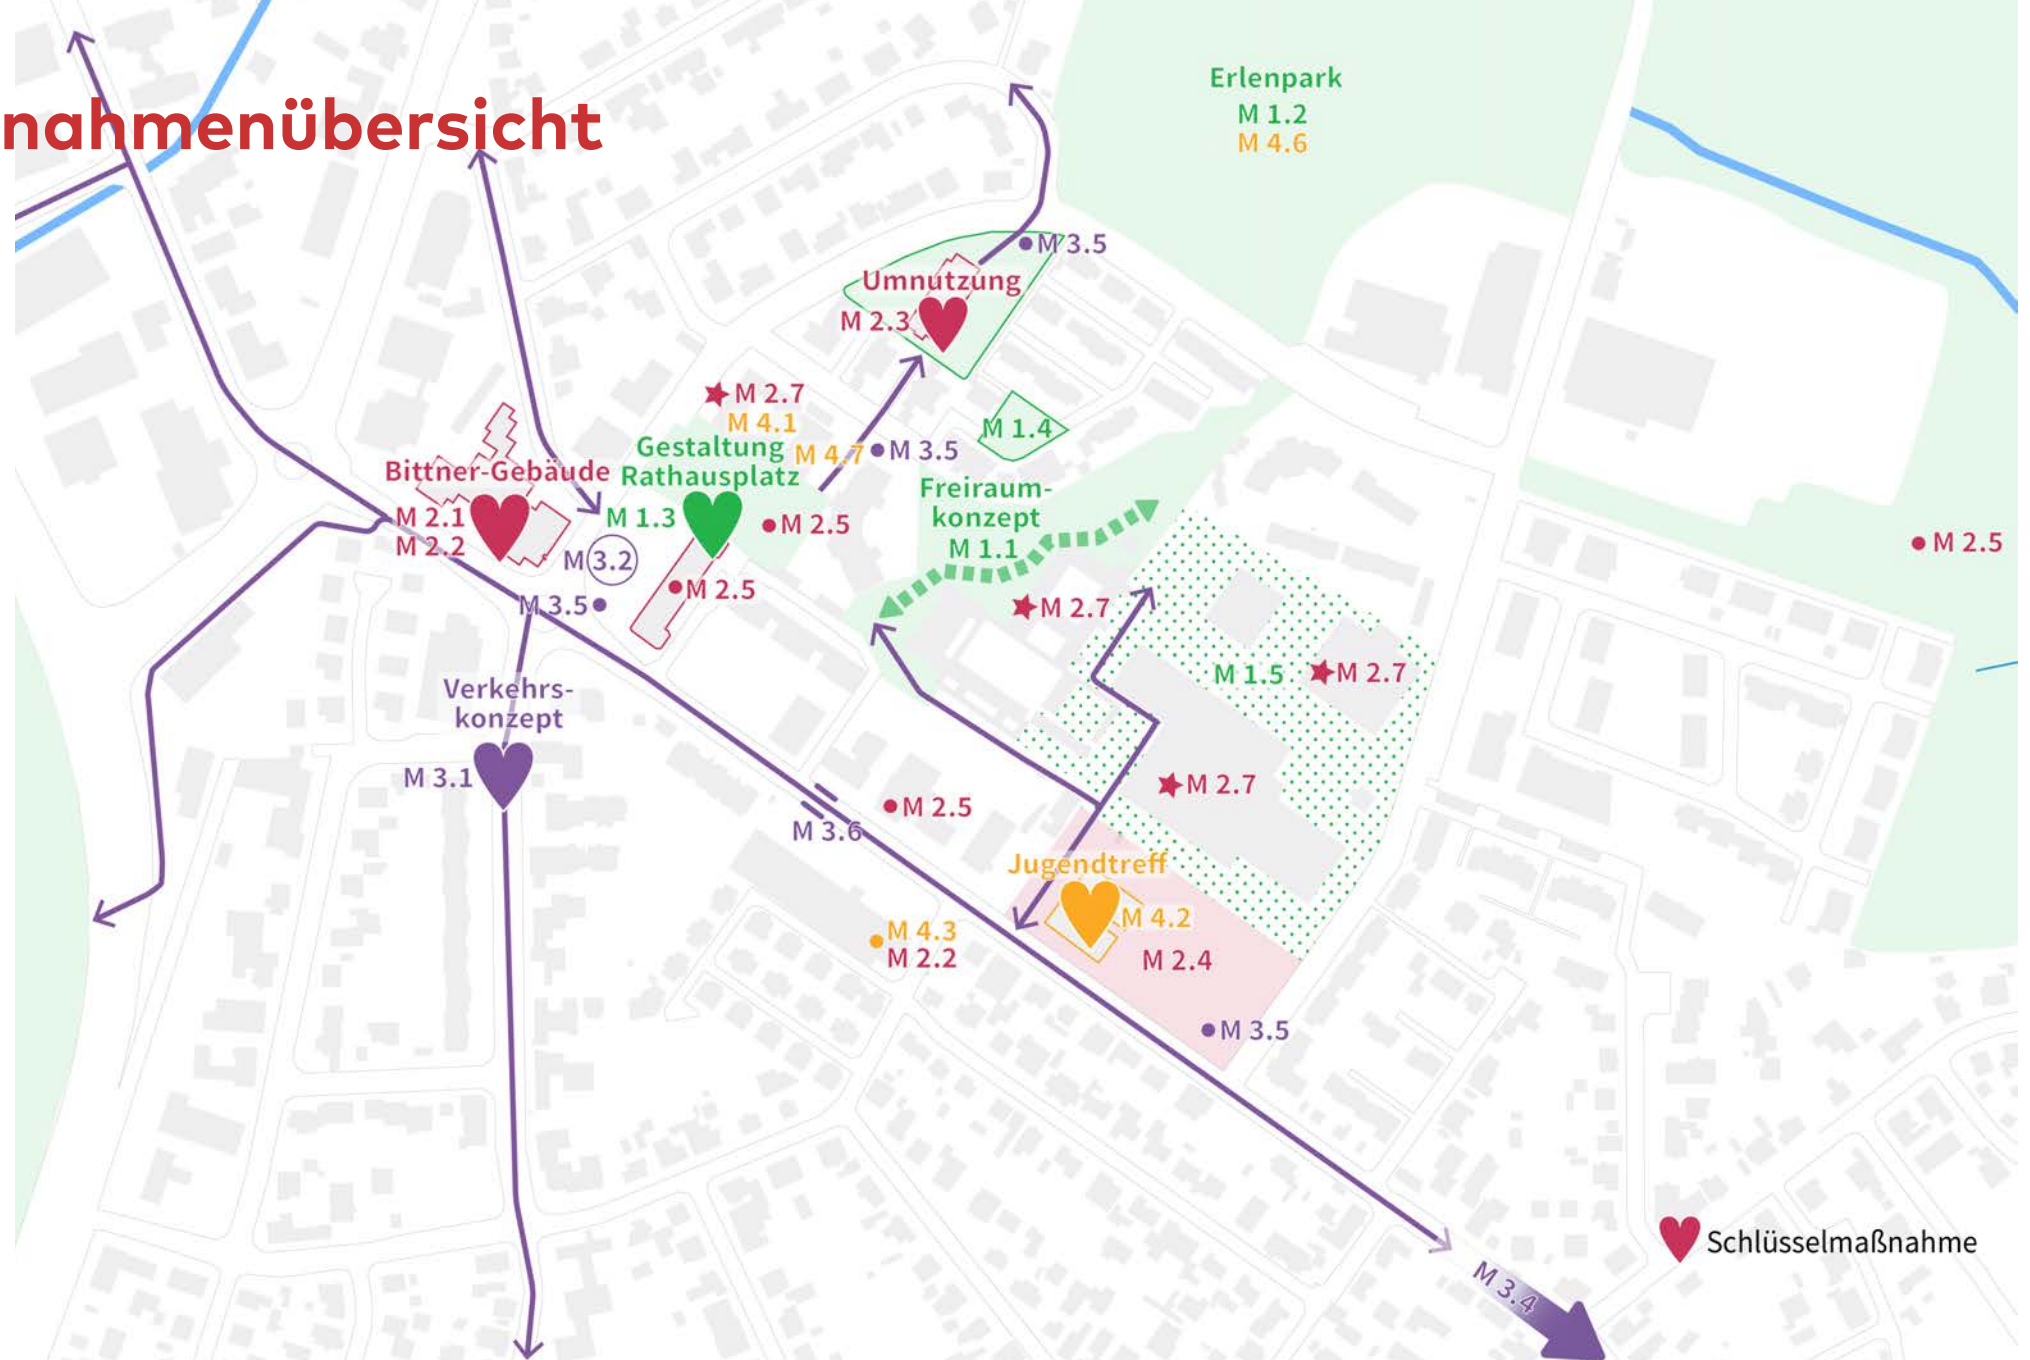 nahmenübersicht
Erlenpark
M 1.2
M 4.6
M 3.5
Umnutzung
M 2.3
M 2.7
M 4.1
Gestaltung
Rathausplatz
M 4.7
M 3.5
M 1.4
Bittner-Gebäude
M 2.1
M 2.2
M 1.3
M 2.5
Freiraum-
konzept
M 1.1
M 2.5
M 3.2
M 3.5
M 2.5
M 2.7
M 1.5
M 2.7
Verkehrs-
konzept
M 3.1
M 2.7
M 2.5
M 3.6
Jugendtreff
M 4.2
M 4.3
M 2.2
M 2.4
M 3.5
Schlüsselmaßnahme
M 3.4